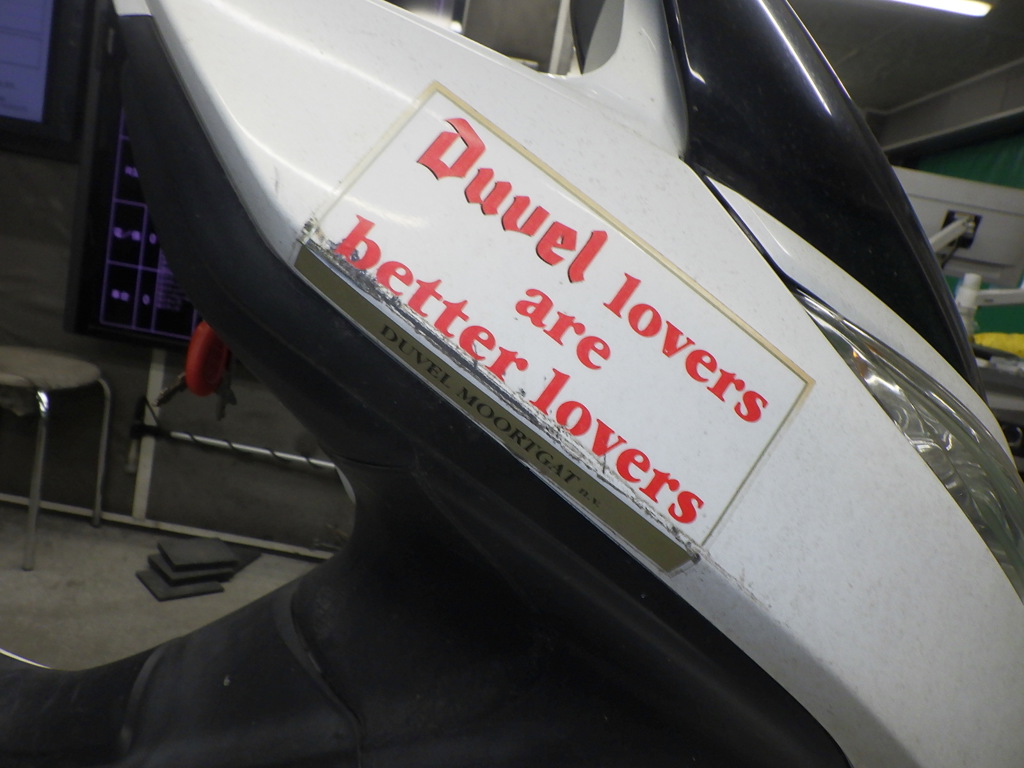 Duvel lovers
are
better lovers
DUVEL MOORTGAT n.v.